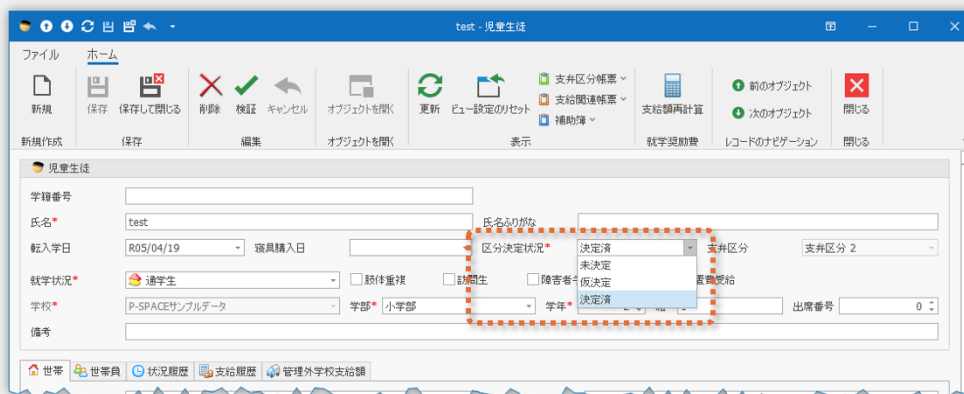 test - 児童生徒
ファイル ホーム
新規 保存 保存して閉じる 削除 検証 キャンセル オブジェクトを開く 更新 ビュー設定のリセット 支弁区分帳票 支給関連帳票 補助簿 支給額再計算 前のオブジェクト 次のオブジェクト 閉じる
新規作成 保存 編集 オブジェクトを開く 表示 就学奨励費 レコードのナビゲーション 閉じる
児童生徒
学籍番号
氏名* test 氏名ふりがな
転入学日 R05/04/19 寝具購入日 区分決定状況* 決定済 支弁区分 支弁区分 2
未決定
就学状況* 通学生 肢体重複 訪問生 障害者 仮決定 受給
決定済
学校* P-SPACEサンプルデータ 学部* 小学部 学年* 出席番号 0
備考
世帯 世帯員 状況履歴 支給履歴 管理外学校支給額